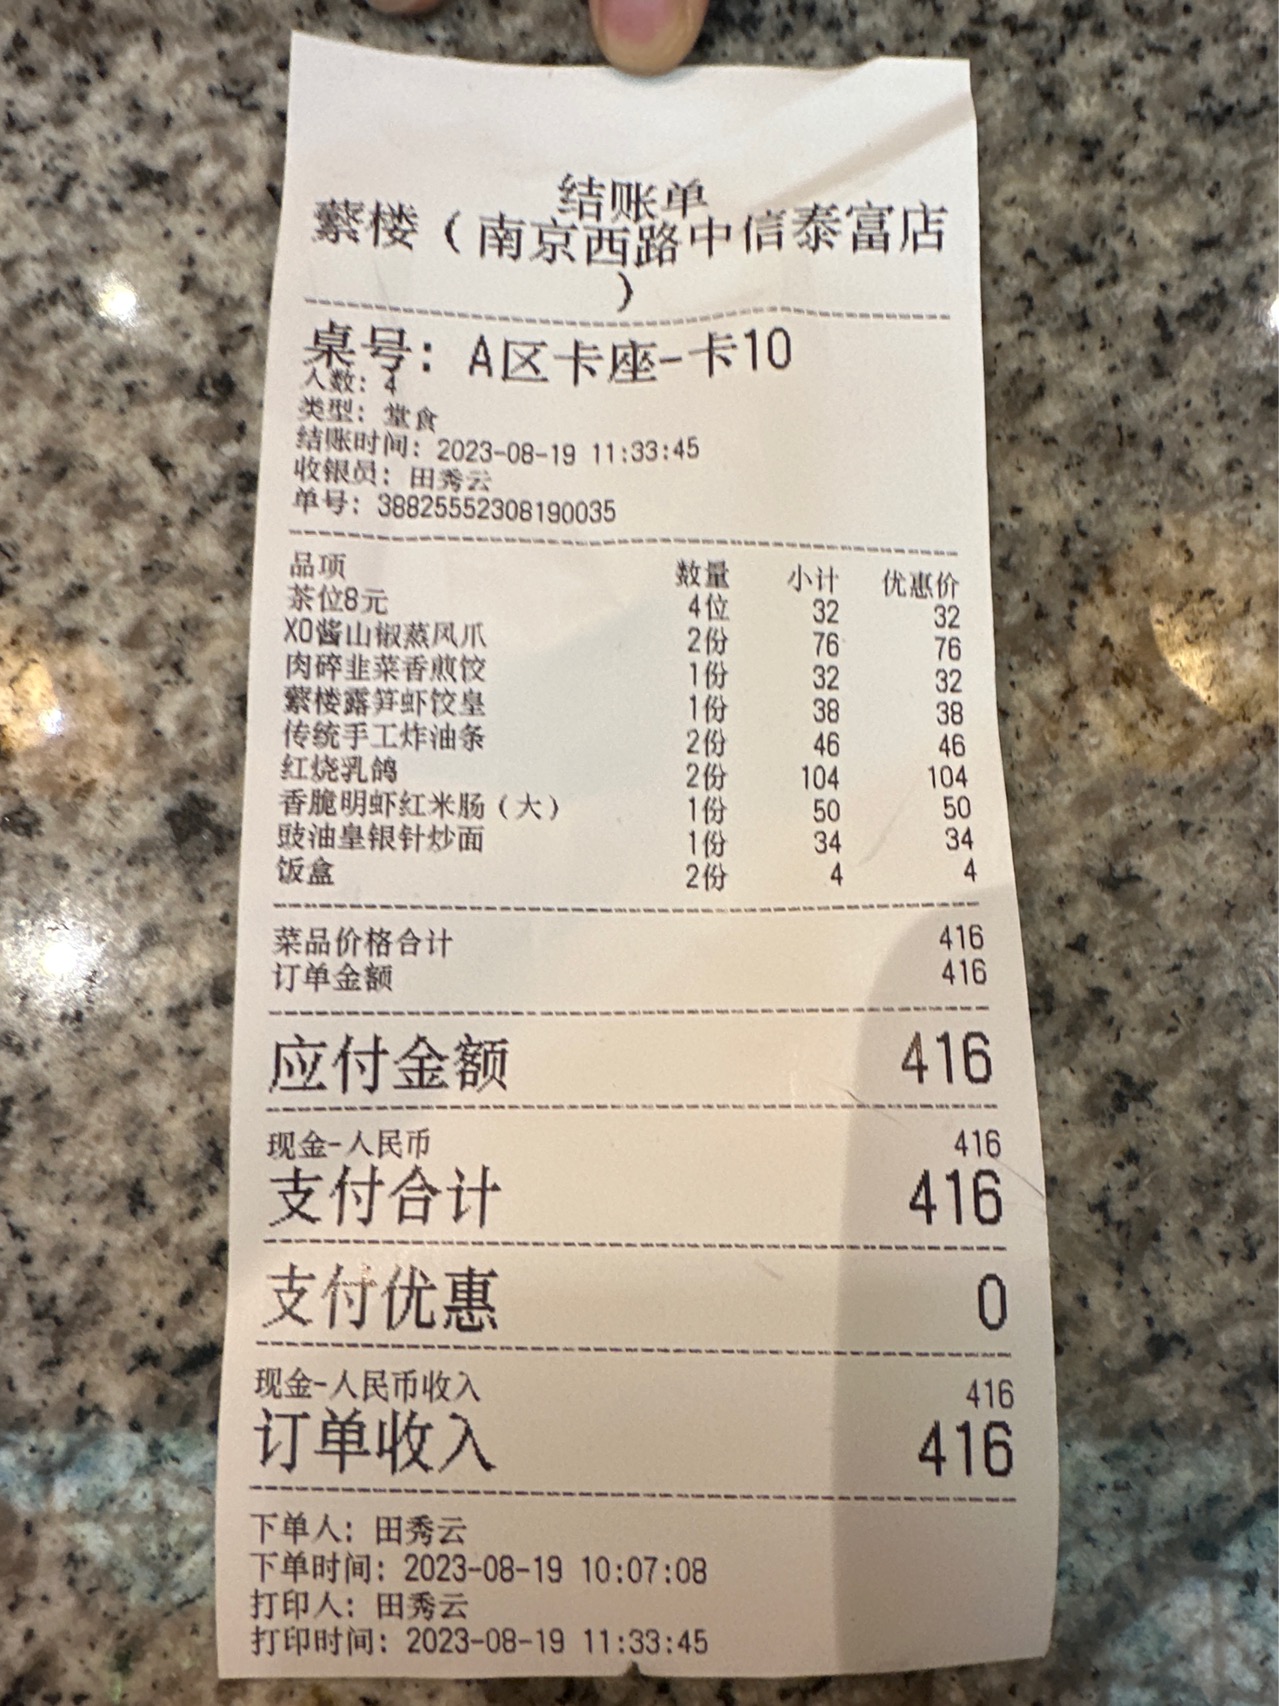 结账单
蘩楼（南京西路中信泰富店
）
桌号：A区卡座-卡10
人数：4
类型：堂食
结账时间：2023-08-19 11:33:45
收银员：田秀云
单号：388255552308190035
品项 数量 小计 优惠价
茶位8元 4位 32 32
XO酱山椒蒸凤爪 2份 76 76
肉碎韭菜香煎饺 1份 32 32
蘩楼露笋虾饺皇 1份 38 38
传统手工炸油条 2份 46 46
红烧乳鸽 2份 104 104
香脆明虾红米肠（大） 1份 50 50
豉油皇银针炒面 1份 34 34
饭盒 2份 4 4
菜品价格合计 416
订单金额 416
应付金额 416
现金-人民币 416
支付合计 416
支付优惠 0
现金-人民币收入 416
订单收入 416
下单人：田秀云
下单时间：2023-08-19 10:07:08
打印人：田秀云
打印时间：2023-08-19 11:33:45